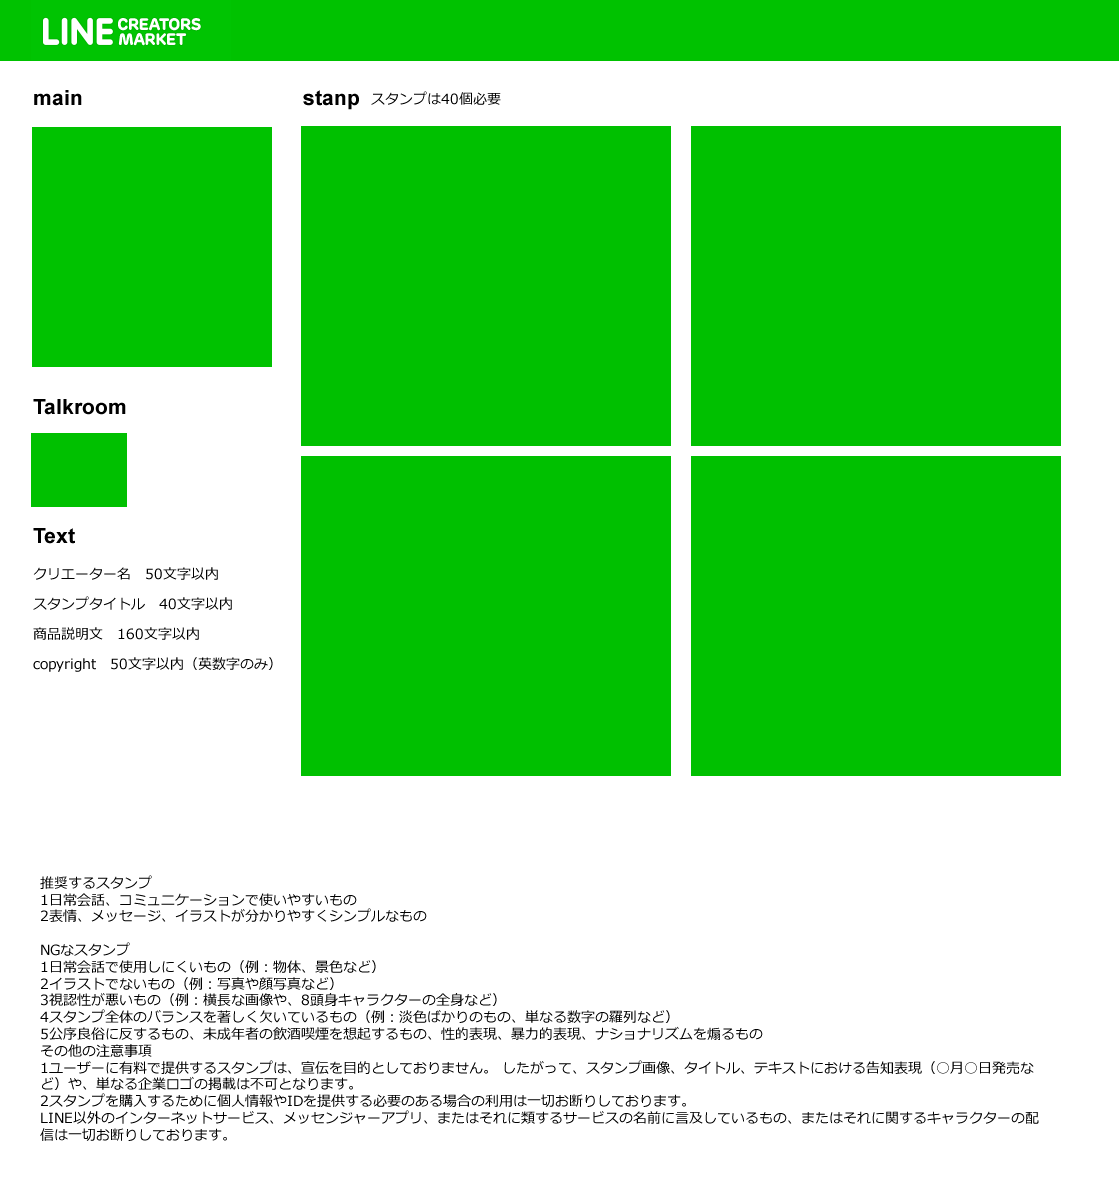 LINE CREATORS MARKET
main
stanp スタンプは40個必要
Talkroom
Text
クリエーター名　50文字以内
スタンプタイトル　40文字以内
商品説明文　160文字以内
copyright　50文字以内（英数字のみ）
推奨するスタンプ
1日常会話、コミュニケーションで使いやすいもの
2表情、メッセージ、イラストが分かりやすくシンプルなもの
NGなスタンプ
1日常会話で使用しにくいもの（例：物体、景色など）
2イラストでないもの（例：写真や顔写真など）
3視認性が悪いもの（例：横長な画像や、8頭身キャラクターの全身など）
4スタンプ全体のバランスを著しく欠いているもの（例：淡色ばかりのもの、単なる数字の羅列など）
5公序良俗に反するもの、未成年者の飲酒喫煙を想起するもの、性的表現、暴力的表現、ナショナリズムを煽るもの
その他の注意事項
1ユーザーに有料で提供するスタンプは、宣伝を目的としておりません。 したがって、スタンプ画像、タイトル、テキストにおける告知表現（○月○日発売な
ど）や、単なる企業ロゴの掲載は不可となります。
2スタンプを購入するために個人情報やIDを提供する必要のある場合の利用は一切お断りしております。
LINE以外のインターネットサービス、メッセンジャーアプリ、またはそれに類するサービスの名前に言及しているもの、またはそれに関するキャラクターの配
信は一切お断りしております。